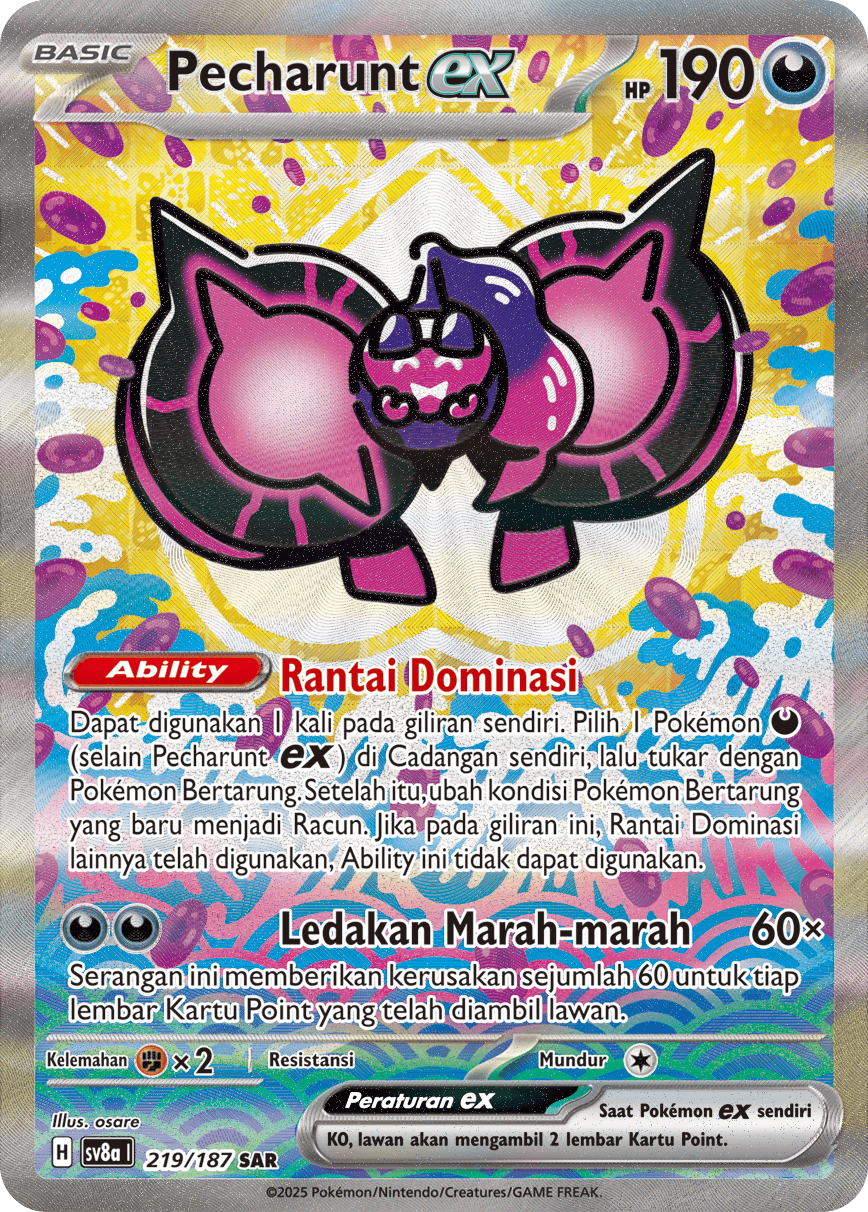 BASIC
Pecharunt ex HP 190
Ability Rantai Dominasi
Dapat digunakan 1 kali pada giliran sendiri. Pilih 1 Pokémon
(selain Pecharunt ex) di Cadangan sendiri, lalu tukar dengan
Pokémon Bertarung. Setelah itu, ubah kondisi Pokémon Bertarung
yang baru menjadi Racun. Jika pada giliran ini, Rantai Dominasi
lainnya telah digunakan, Ability ini tidak dapat digunakan.
Ledakan Marah-marah 60×
Serangan ini memberikan kerusakan sejumlah 60 untuk tiap
lembar Kartu Point yang telah diambil lawan.
Kelemahan ×2 Resistansi Mundur
Peraturan ex Saat Pokémon ex sendiri
KO, lawan akan mengambil 2 lembar Kartu Point.
Illus. osare
H sv8a I 219/187 SAR
©2025 Pokémon/Nintendo/Creatures/GAME FREAK.